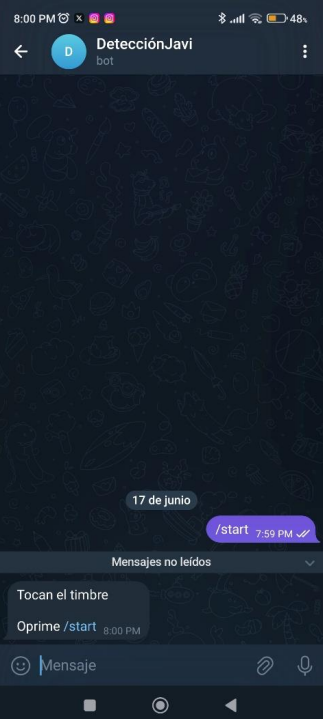 8:00 PM
48%
D
DetecciónJavi
bot
17 de junio
/start 7:59 PM
Mensajes no leídos
Tocan el timbre
Oprime /start 8:00 PM
Mensaje